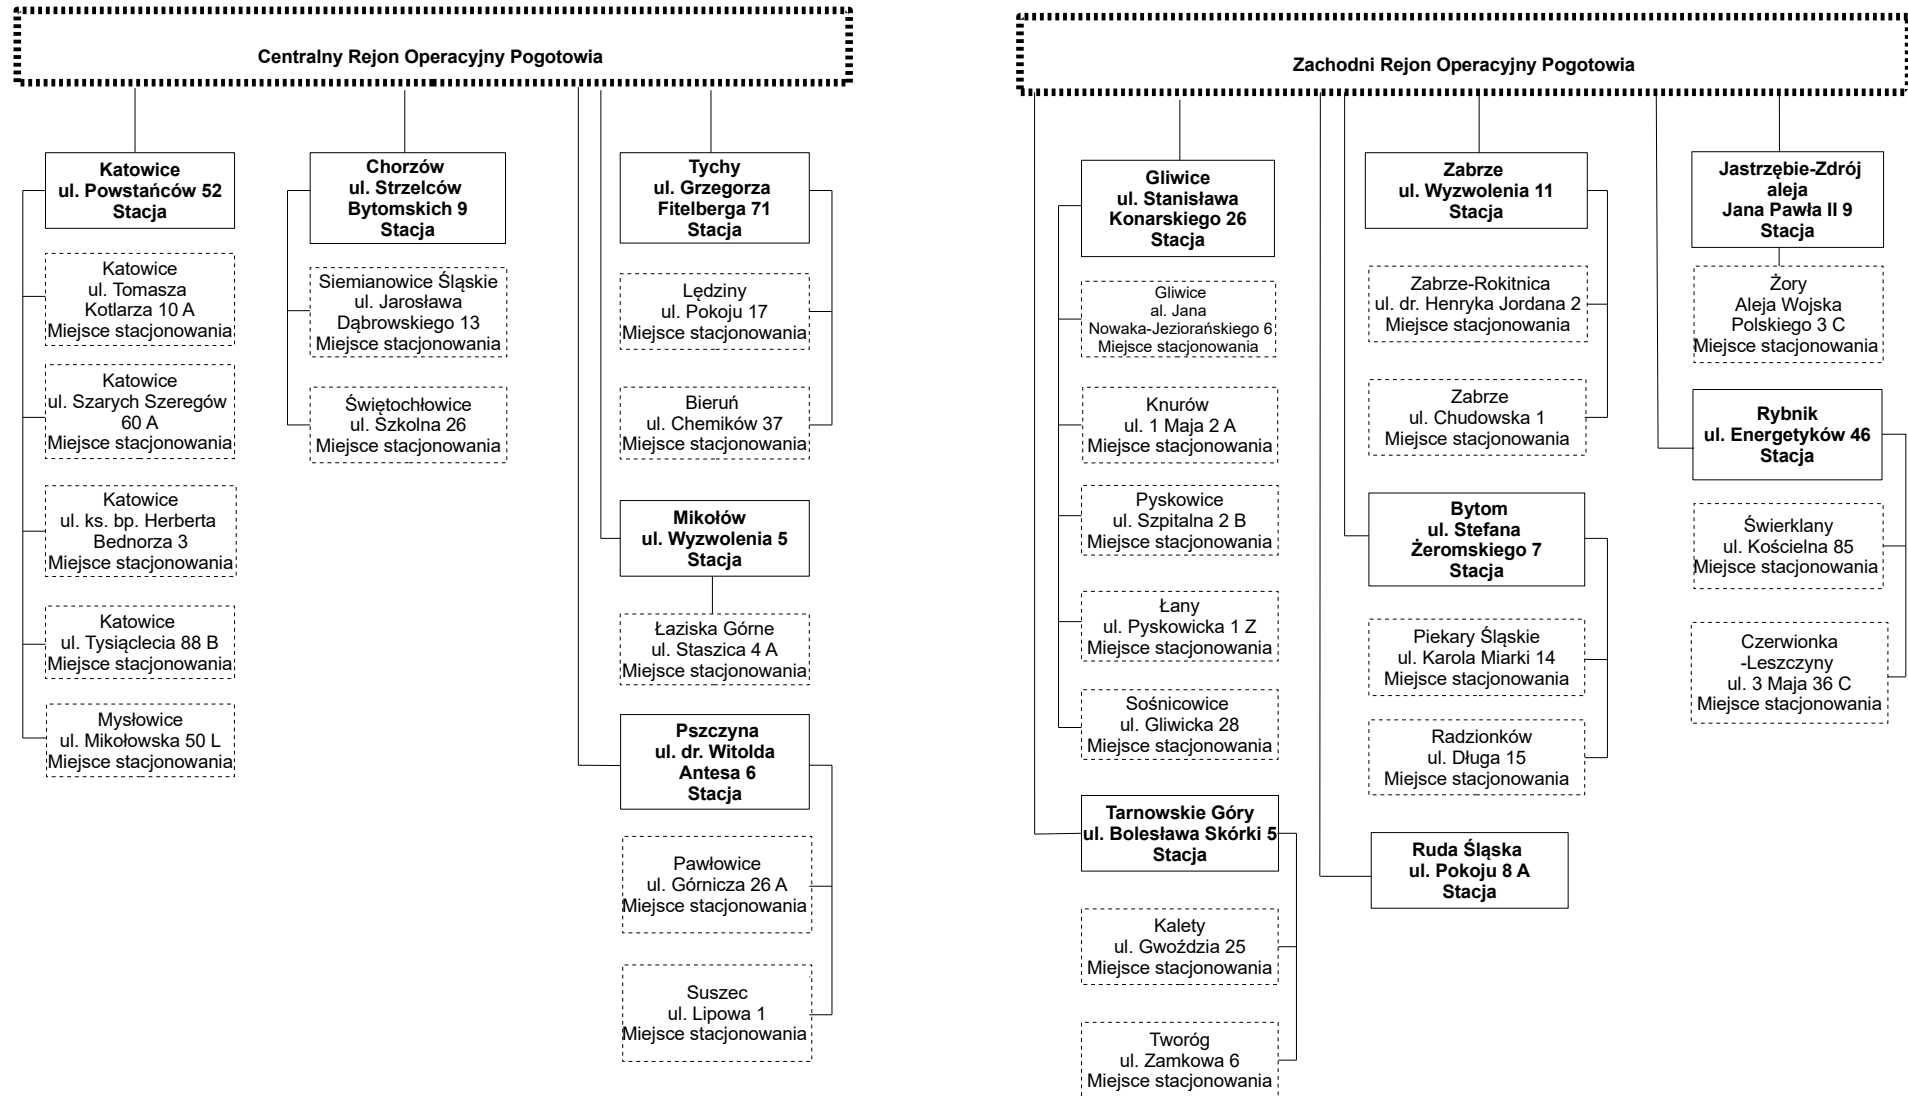 Centralny Rejon Operacyjny Pogotowia
Katowice
ul. Powstańców 52
Stacja
Katowice
ul. Tomasza
Kotlarza 10 A
Miejsce stacjonowania
Katowice
ul. Szarych Szeregów
60 A
Miejsce stacjonowania
Katowice
ul. ks. bp. Herberta
Bednorza 3
Miejsce stacjonowania
Katowice
ul. Tysiąclecia 88 B
Miejsce stacjonowania
Mysłowice
ul. Mikołowska 50 L
Miejsce stacjonowania
Chorzów
ul. Strzelców
Bytomskich 9
Stacja
Siemianowice Śląskie
ul. Jarosława
Dąbrowskiego 13
Miejsce stacjonowania
Świętochłowice
ul. Szkolna 26
Miejsce stacjonowania
Tychy
ul. Grzegorza
Fitelberga 71
Stacja
Lędziny
ul. Pokoju 17
Miejsce stacjonowania
Bieruń
ul. Chemików 37
Miejsce stacjonowania
Mikołów
ul. Wyzwolenia 5
Stacja
Łaziska Górne
ul. Staszica 4 A
Miejsce stacjonowania
Pszczyna
ul. dr. Witolda
Antesa 6
Stacja
Pawłowice
ul. Górnicza 26 A
Miejsce stacjonowania
Suszec
ul. Lipowa 1
Miejsce stacjonowania
Zachodni Rejon Operacyjny Pogotowia
Gliwice
ul. Stanisława
Konarskiego 26
Stacja
Gliwice
al. Jana
Nowaka-Jeziorańskiego 6
Miejsce stacjonowania
Knurów
ul. 1 Maja 2 A
Miejsce stacjonowania
Pyskowice
ul. Szpitalna 2 B
Miejsce stacjonowania
Łany
ul. Pyskowicka 1 Z
Miejsce stacjonowania
Sośnicowice
ul. Gliwicka 28
Miejsce stacjonowania
Tarnowskie Góry
ul. Bolesława Skórki 5
Stacja
Kalety
ul. Gwoździa 25
Miejsce stacjonowania
Tworóg
ul. Zamkowa 6
Miejsce stacjonowania
Zabrze
ul. Wyzwolenia 11
Stacja
Zabrze-Rokitnica
ul. dr. Henryka Jordana 2
Miejsce stacjonowania
Zabrze
ul. Chudowska 1
Miejsce stacjonowania
Bytom
ul. Stefana
Żeromskiego 7
Stacja
Piekary Śląskie
ul. Karola Miarki 14
Miejsce stacjonowania
Radzionków
ul. Długa 15
Miejsce stacjonowania
Ruda Śląska
ul. Pokoju 8 A
Stacja
Jastrzębie-Zdrój
aleja
Jana Pawła II 9
Stacja
Żory
Aleja Wojska
Polskiego 3 C
Miejsce stacjonowania
Rybnik
ul. Energetyków 46
Stacja
Świerklany
ul. Kościelna 85
Miejsce stacjonowania
Czerwionka
-Leszczyny
ul. 3 Maja 36 C
Miejsce stacjonowania